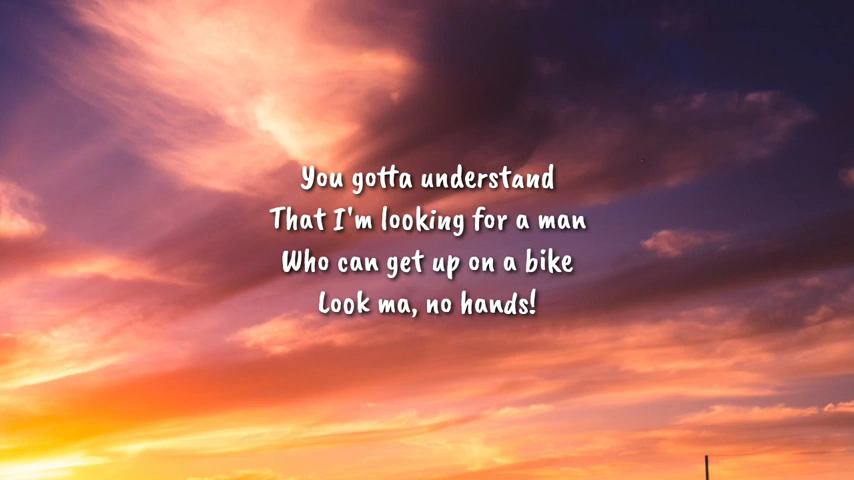 You gotta understand
That I'm looking for a man
Who can get up on a bike
Look ma, no hands!